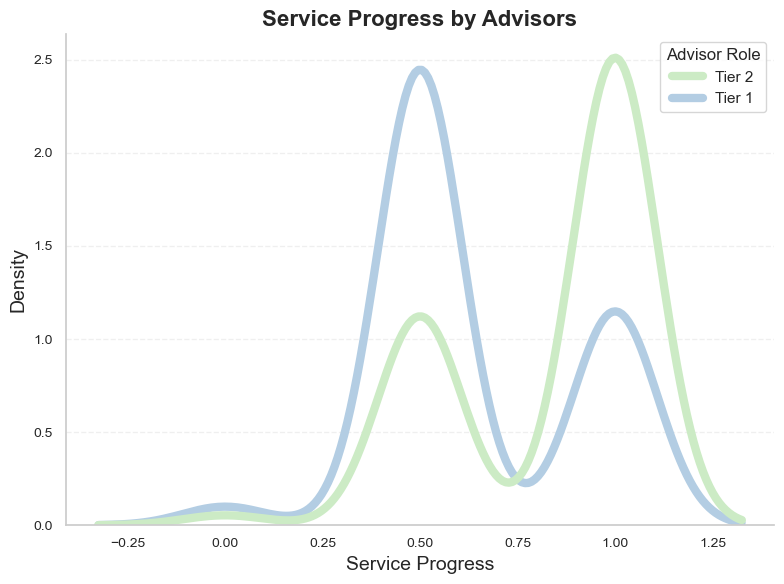 Service Progress by Advisors
Advisor Role
Tier 2
Tier 1
Density
2.5
2.0
1.5
1.0
0.5
0.0
−0.25 0.00 0.25 0.50 0.75 1.00 1.25
Service Progress